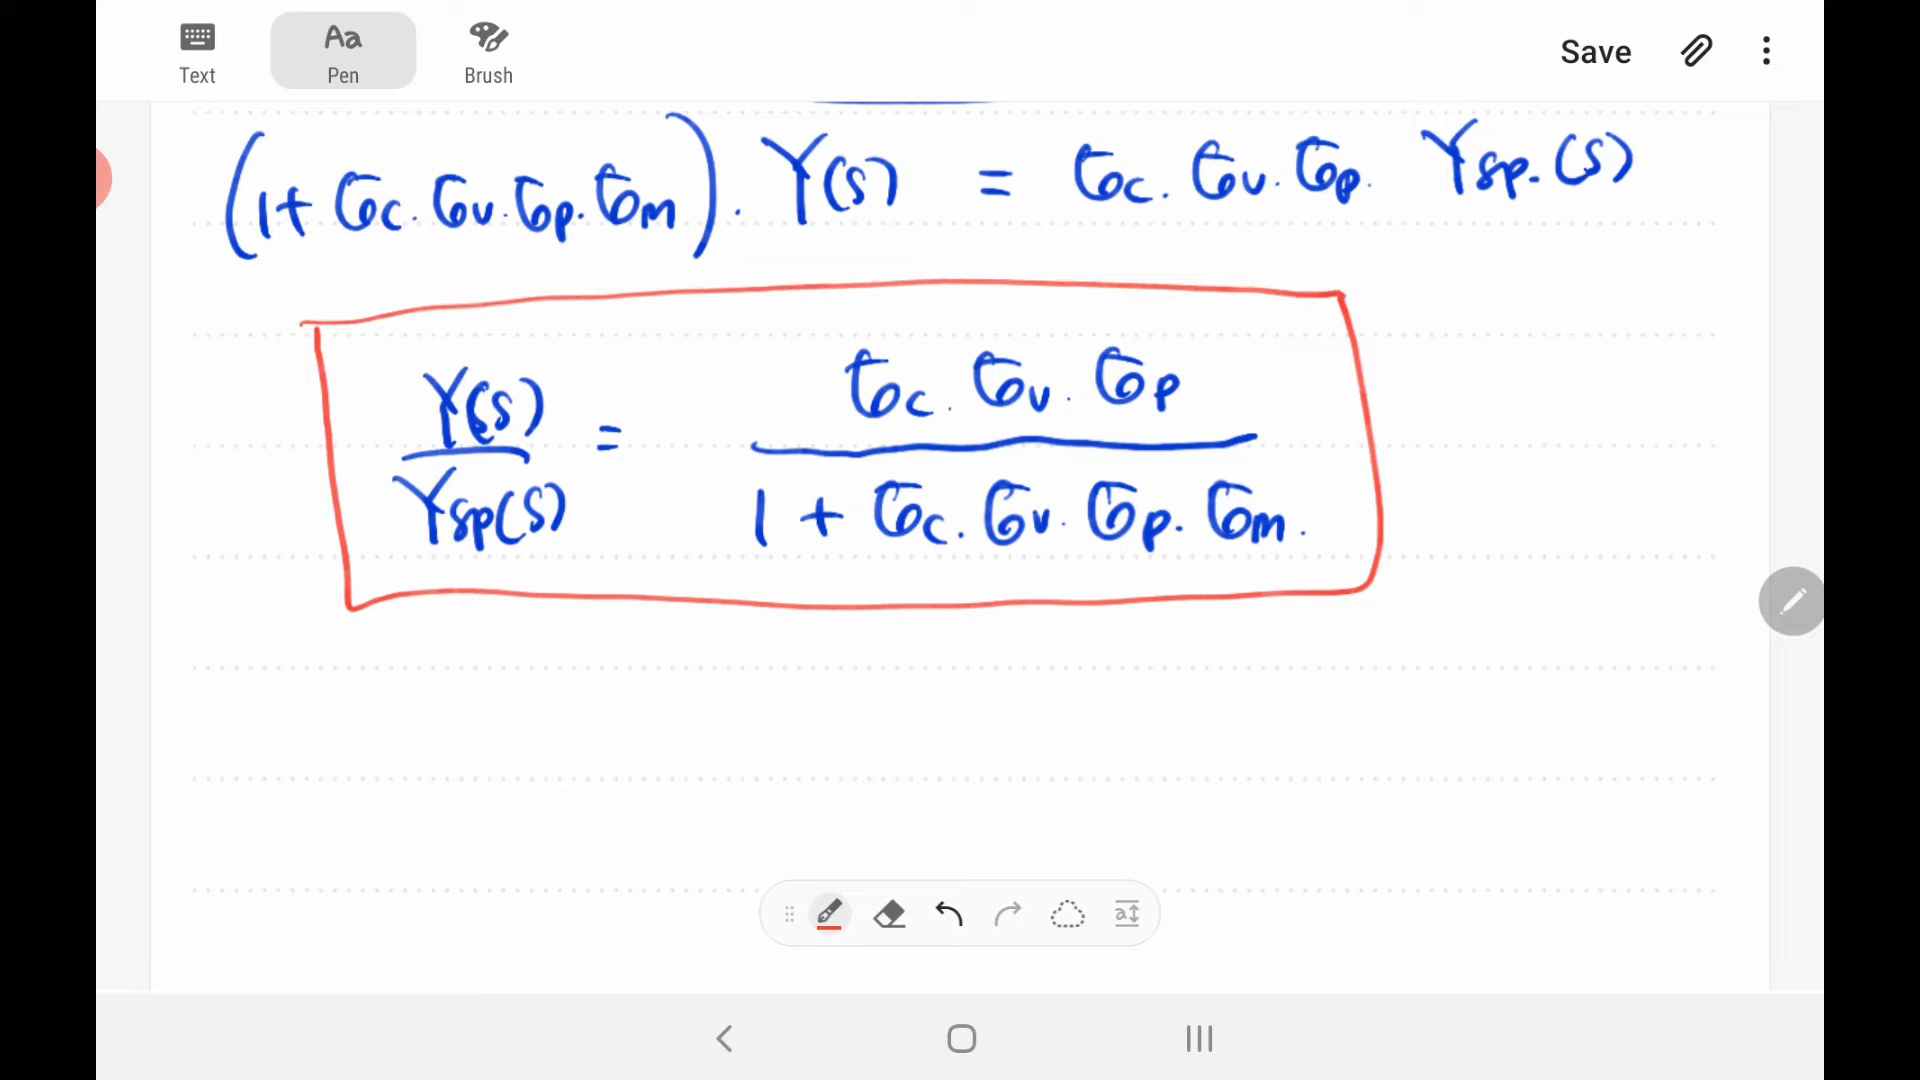 Text Aa Pen Brush Save
(1 + Gc. Gv. Gp. Gm). Y(s) = Gc. Gv. Gp. Ysp.(s)
Y(s) / Ysp(s) = Gc. Gv. Gp / 1 + Gc. Gv. Gp. Gm.
a